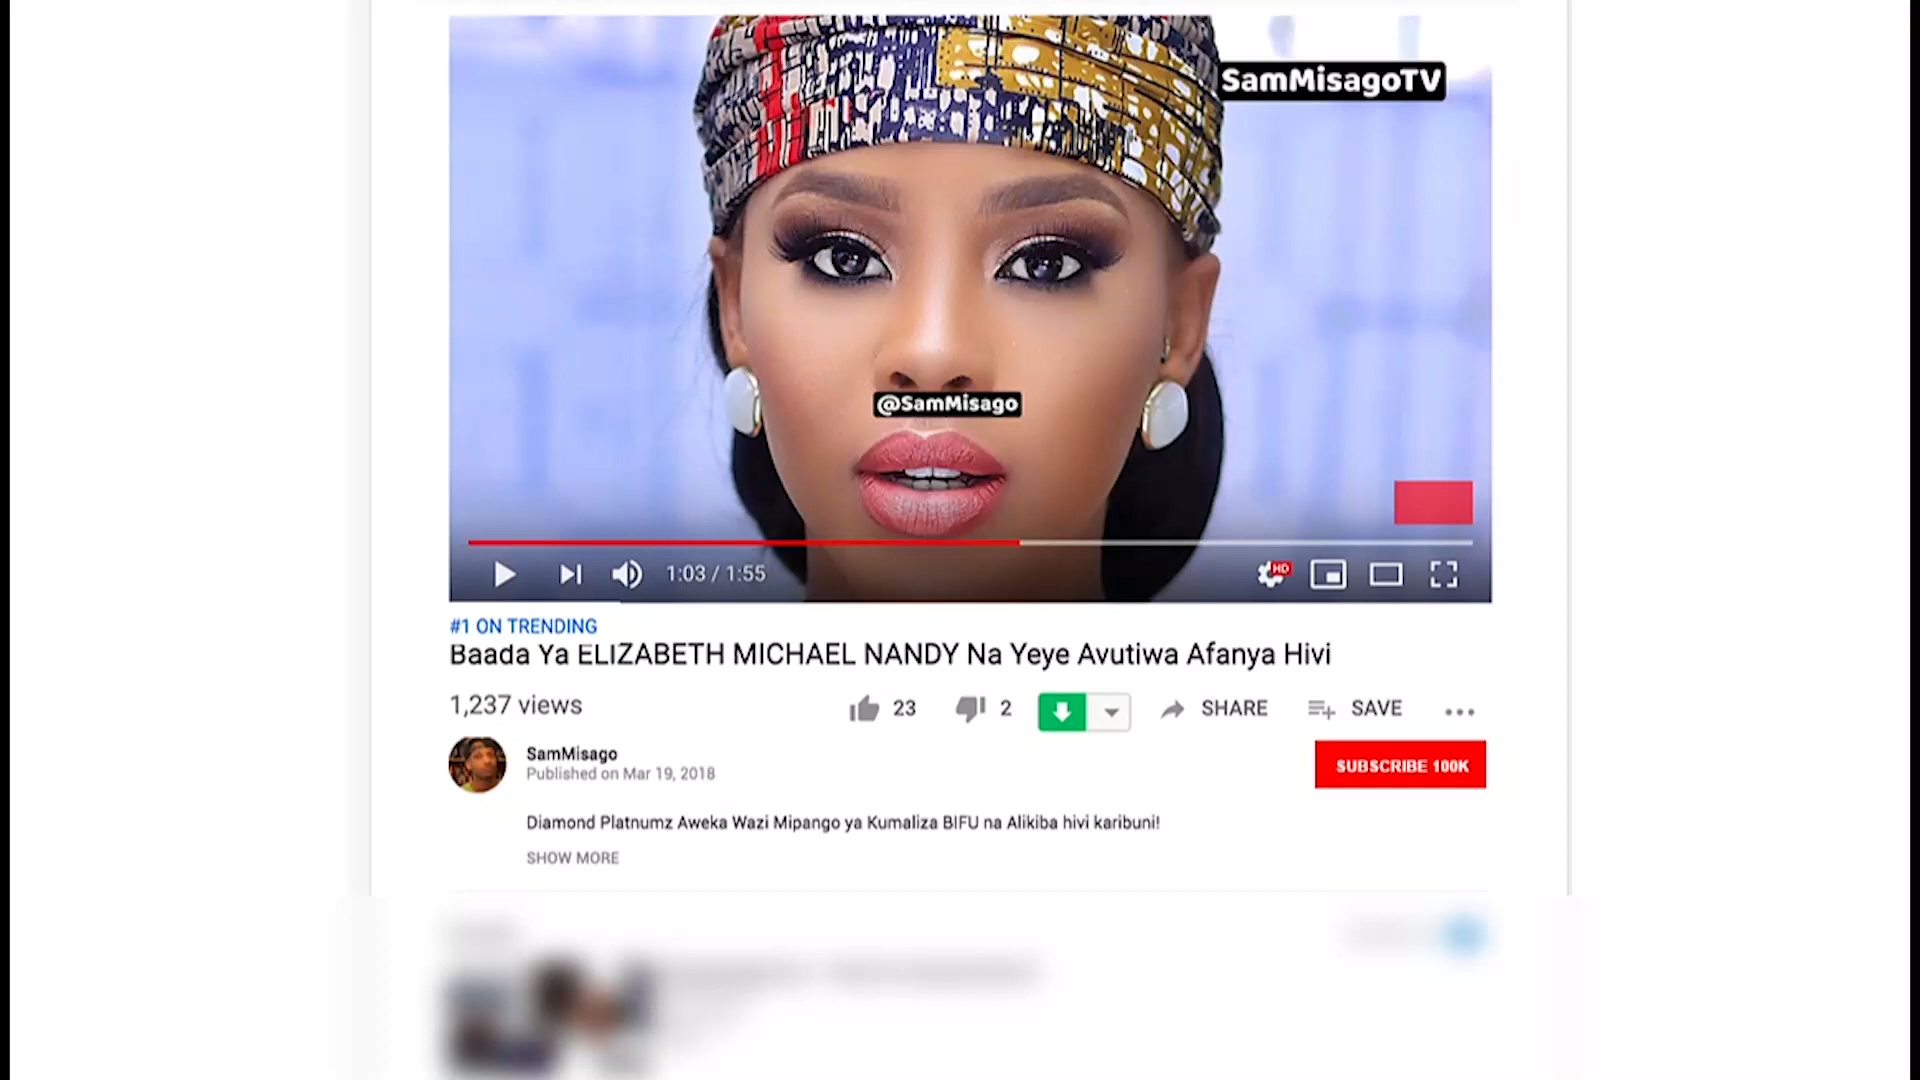 SamMisagoTV
@SamMisago
1:03 / 1:55
HD
#1 ON TRENDING
Baada Ya ELIZABETH MICHAEL NANDY Na Yeye Avutiwa Afanya Hivi
1,237 views
23
2
SHARE
SAVE
SamMisago
Published on Mar 19, 2018
SUBSCRIBE 100K
Diamond Platnumz Aweka Wazi Mipango ya Kumaliza BIFU na Alikiba hivi karibuni!
SHOW MORE